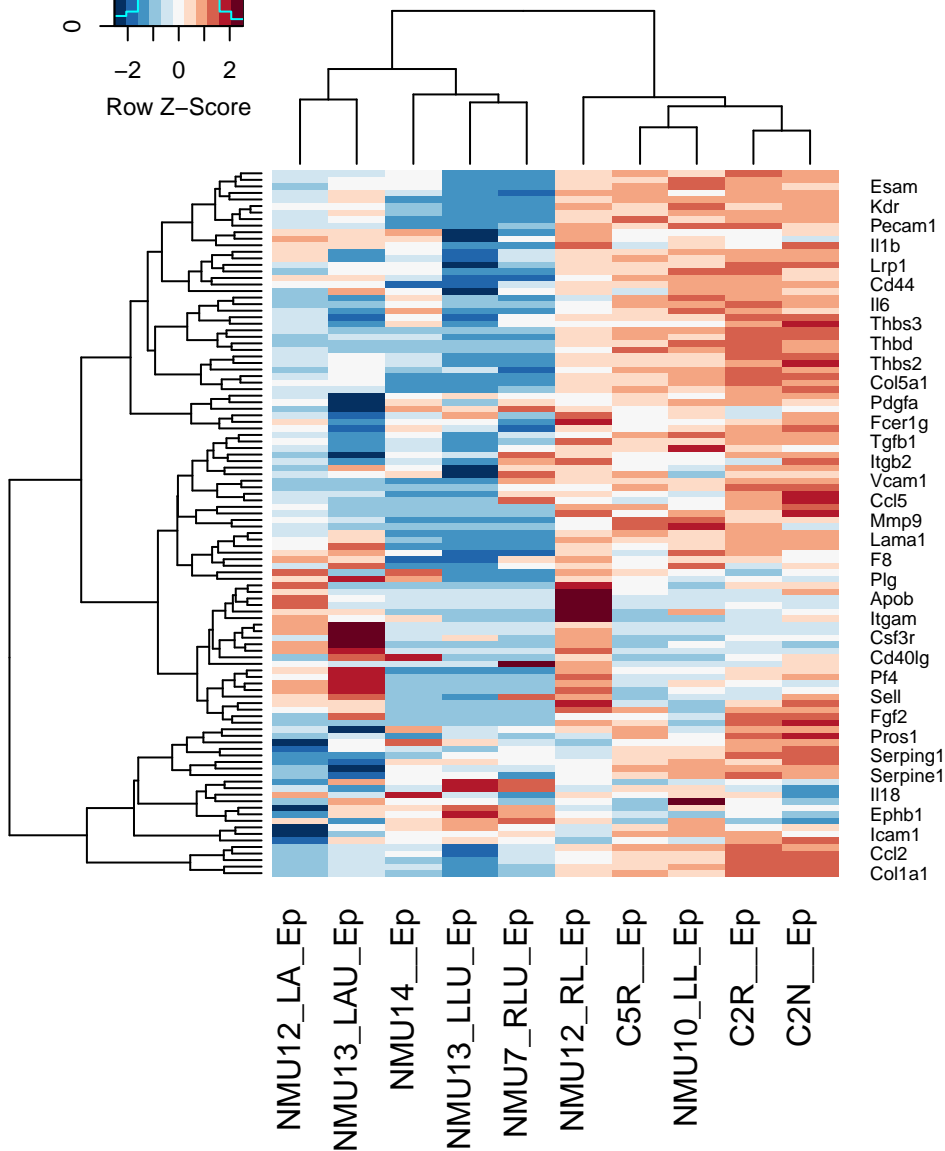 0
−2 0 2
Row Z−Score
Esam
Kdr
Pecam1
Il1b
Lrp1
Cd44
Il6
Thbs3
Thbd
Thbs2
Col5a1
Pdgfa
Fcer1g
Tgfb1
Itgb2
Vcam1
Ccl5
Mmp9
Lama1
F8
Plg
Apob
Itgam
Csf3r
Cd40lg
Pf4
Sell
Fgf2
Pros1
Serping1
Serpine1
Il18
Ephb1
Icam1
Ccl2
Col1a1
NMU12_LA_Ep
NMU13_LAU_Ep
NMU14__Ep
NMU13_LLU_Ep
NMU7_RLU_Ep
NMU12_RL_Ep
C5R__Ep
NMU10_LL_Ep
C2R__Ep
C2N__Ep